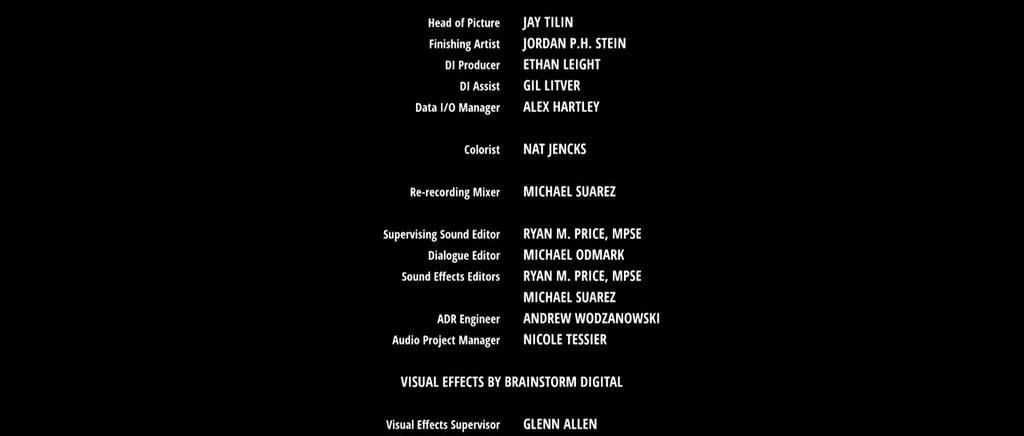 Head of Picture JAY TILIN
Finishing Artist JORDAN P.H. STEIN
DI Producer ETHAN LEIGHT
DI Assist GIL LITVER
Data I/O Manager ALEX HARTLEY
Colorist NAT JENCKS
Re-recording Mixer MICHAEL SUAREZ
Supervising Sound Editor RYAN M. PRICE, MPSE
Dialogue Editor MICHAEL ODMARK
Sound Effects Editors RYAN M. PRICE, MPSE
MICHAEL SUAREZ
ADR Engineer ANDREW WODZANOWSKI
Audio Project Manager NICOLE TESSIER
VISUAL EFFECTS BY BRAINSTORM DIGITAL
Visual Effects Supervisor GLENN ALLEN